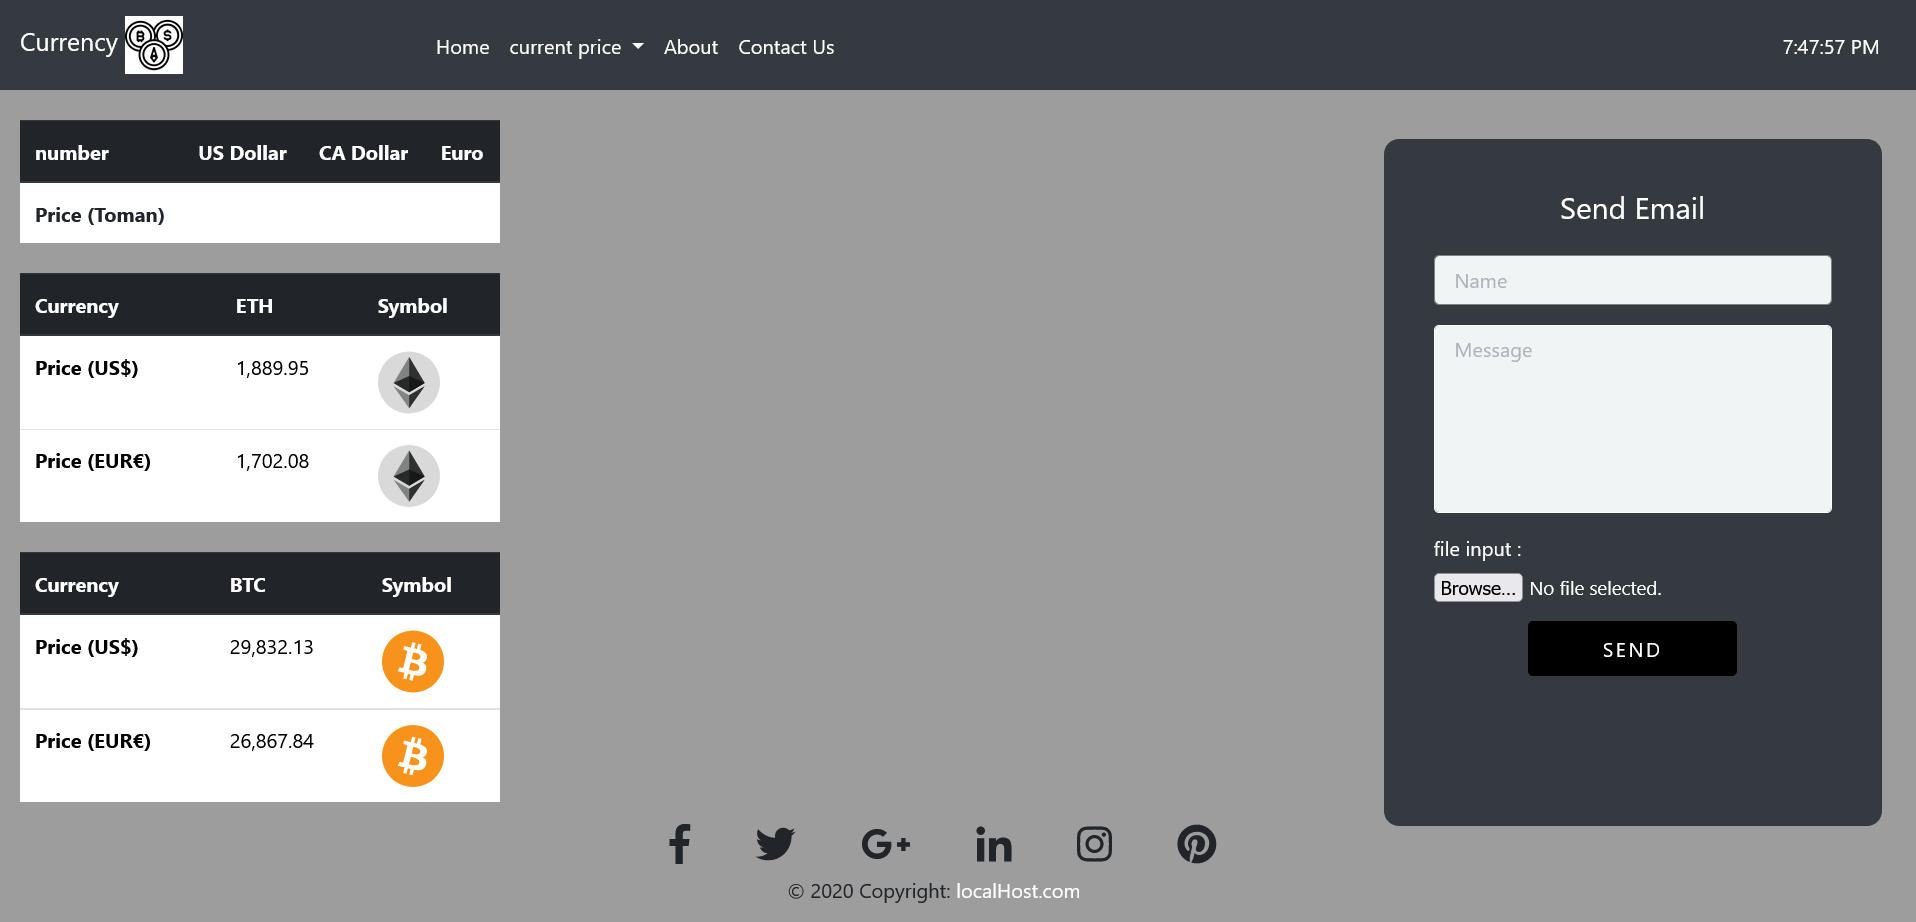 Currency
Home current price About Contact Us
7:47:57 PM
number US Dollar CA Dollar Euro
Price (Toman)
Currency ETH Symbol
Price (US$) 1,889.95
Price (EUR€) 1,702.08
Currency BTC Symbol
Price (US$) 29,832.13
Price (EUR€) 26,867.84
Send Email
Name
Message
file input :
Browse... No file selected.
SEND
© 2020 Copyright: localHost.com